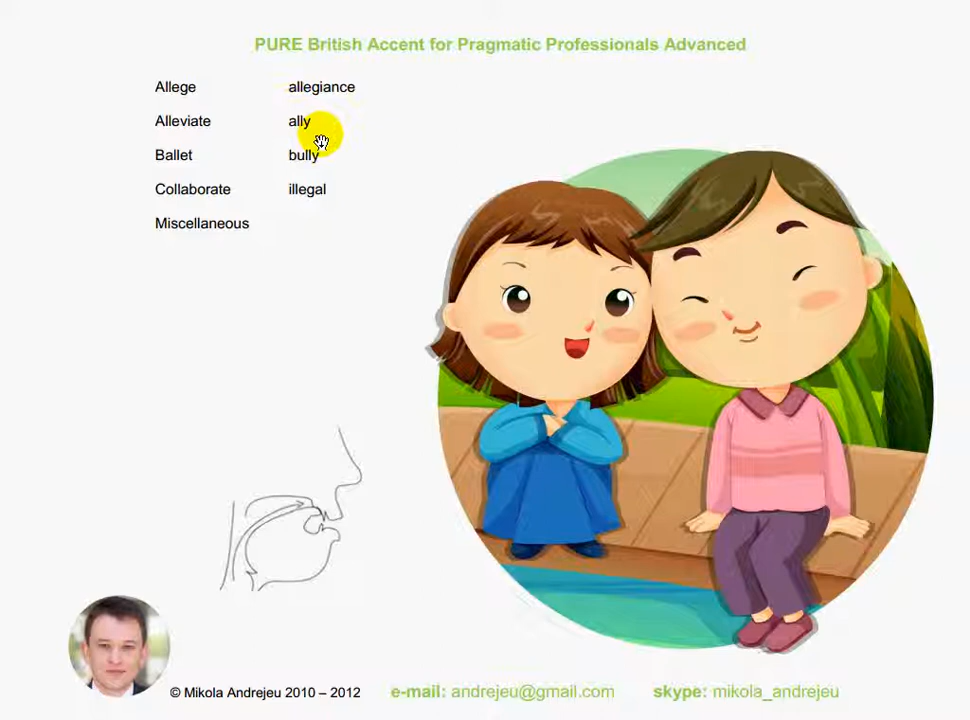 PURE British Accent for Pragmatic Professionals Advanced
Allege allegiance
Alleviate ally
Ballet bully
Collaborate illegal
Miscellaneous
© Mikola Andrejeu 2010 – 2012 e-mail: andrejeu@gmail.com skype: mikola_andrejeu